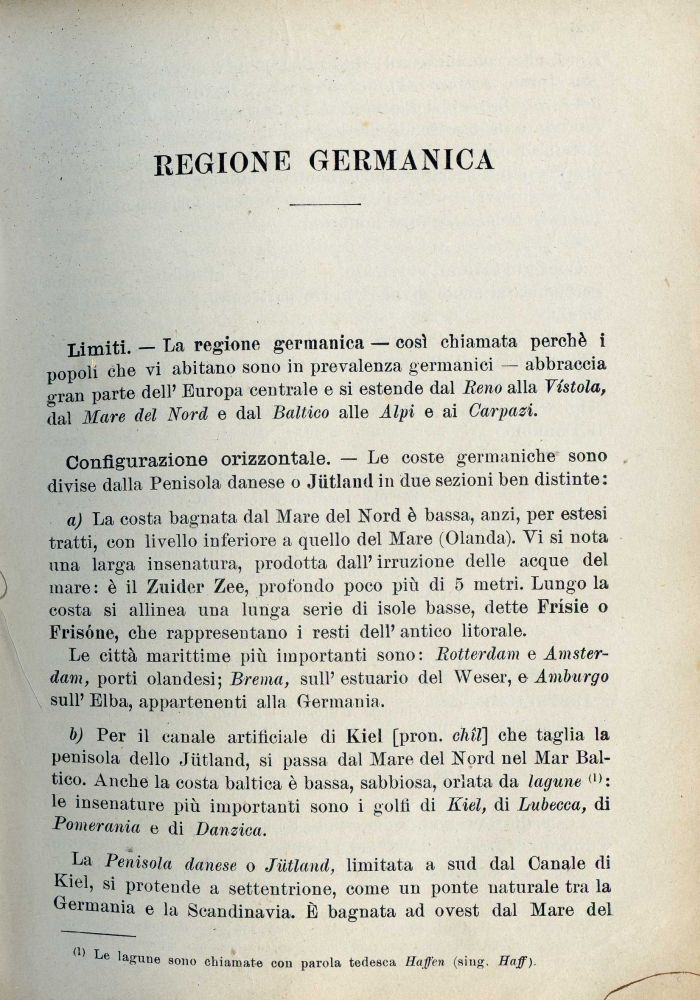 REGIONE GERMANICA
Limiti. — La regione germanica — così chiamata perchè i
popoli che vi abitano sono in prevalenza germanici — abbraccia
gran parte dell' Europa centrale e si estende dal Reno alla Vístola,
dal Mare del Nord e dal Baltico alle Alpi e ai Carpazi.
Configurazione orizzontale. — Le coste germaniche sono
divise dalla Penisola danese o Jütland in due sezioni ben distinte:
a) La costa bagnata dal Mare del Nord è bassa, anzi, per estesi
tratti, con livello inferiore a quello del Mare (Olanda). Vi si nota
una larga insenatura, prodotta dall' irruzione delle acque del
mare: è il Zuider Zee, profondo poco più di 5 metri. Lungo la
costa si allinea una lunga serie di isole basse, dette Frísie o
Frisóne, che rappresentano i resti dell' antico litorale.
Le città marittime più importanti sono: Rotterdam e Amster-
dam, porti olandesi; Brema, sull' estuario del Weser, e Amburgo
sull' Elba, appartenenti alla Germania.
b) Per il canale artificiale di Kiel [pron. chíl] che taglia la
penisola dello Jütland, si passa dal Mare del Nord nel Mar Bal-
tico. Anche la costa baltica è bassa, sabbiosa, orlata da lagune (1):
le insenature più importanti sono i golfi di Kiel, di Lubecca, di
Pomerania e di Danzica.
La Penisola danese o Jütland, limitata a sud dal Canale di
Kiel, si protende a settentrione, come un ponte naturale tra la
Germania e la Scandinavia. È bagnata ad ovest dal Mare del
(1) Le lagune sono chiamate con parola tedesca Haffen (sing. Haff).